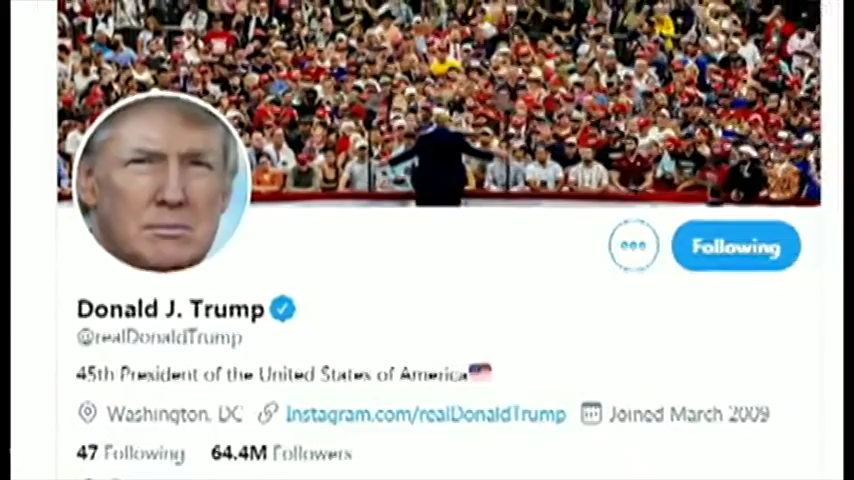 Following
Donald J. Trump
@realDonaldTrump
45th President of the United States of America
Washington, DC Instagram.com/realDonaldTrump Joined March 2009
47 Following 64.4M Followers